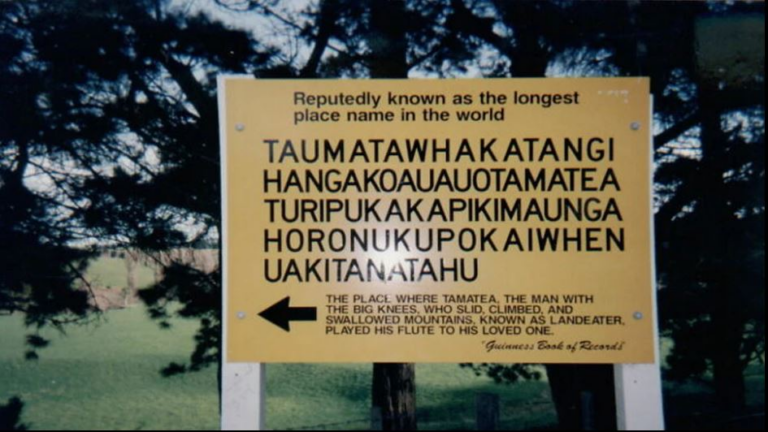 Reputedly known as the longest
place name in the world
TAUMATAWHAKATANGI
HANGAKOAUAUOTAMATEA
TURIPUKAKAPIKIMAUNGA
HORONUKUPOKAIWHEN
UAKITANATAHU
THE PLACE WHERE TAMATEA, THE MAN WITH
THE BIG KNEES, WHO SLID, CLIMBED, AND
SWALLOWED MOUNTAINS, KNOWN AS LANDEATER,
PLAYED HIS FLUTE TO HIS LOVED ONE.
"Guinness Book of Records"